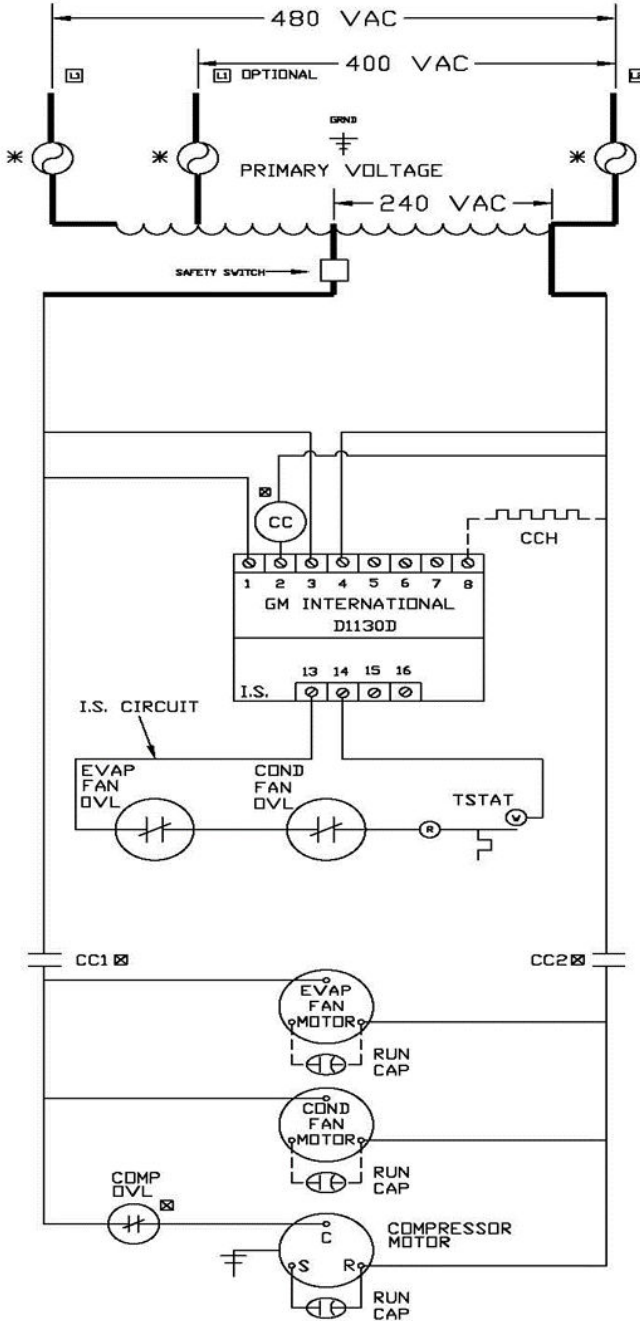 480 VAC
400 VAC
L1 OPTIONAL
GRND
PRIMARY VOLTAGE
240 VAC
SAFETY SWITCH
CC
CCH
1 2 3 4 5 6 7 8
GM INTERNATIONAL
D1130D
13 14 15 16
I.S.
I.S. CIRCUIT
EVAP
FAN
OVL
COND
FAN
OVL
R
TSTAT
W
CC1
CC2
EVAP
FAN
MOTOR
RUN
CAP
COND
FAN
MOTOR
RUN
CAP
COMP
OVL
C
S R
COMPRESSOR
MOTOR
RUN
CAP